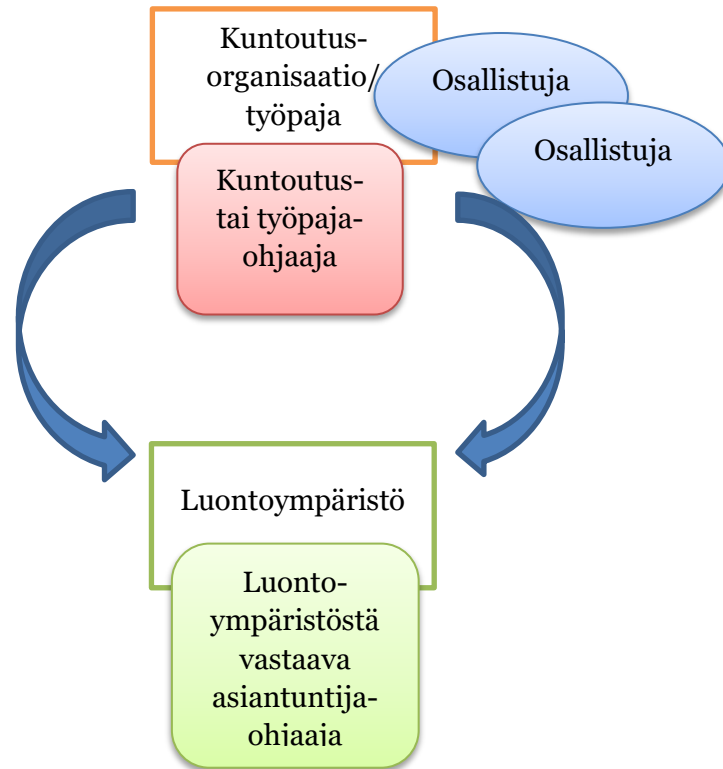 Kuntoutus-
organisaatio/
työpaja
Osallistuja
Osallistuja
Kuntoutus-
tai työpaja-
ohjaaja
Luontoympäristö
Luonto-
ympäristöstä
vastaava
asiantuntija-
ohjaaja